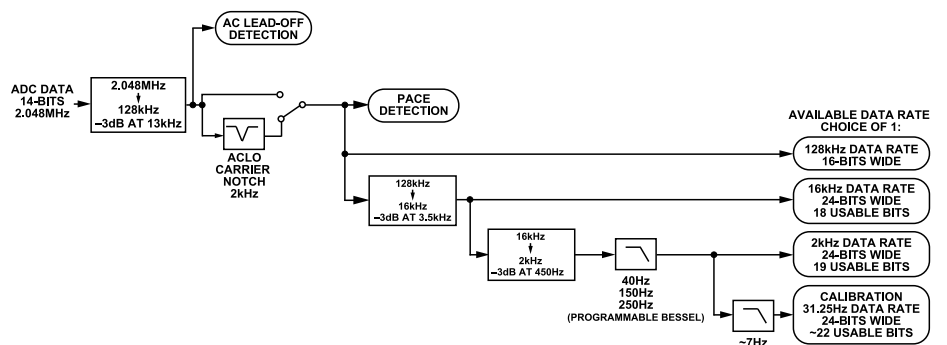 AC LEAD-OFF
DETECTION
ADC DATA
14-BITS
2.048MHz
2.048MHz
128kHz
–3dB AT 13kHz
ACLO
CARRIER
NOTCH
2kHz
PACE
DETECTION
AVAILABLE DATA RATE
CHOICE OF 1:
128kHz DATA RATE
16-BITS WIDE
128kHz
16kHz
–3dB AT 3.5kHz
16kHz DATA RATE
24-BITS WIDE
18 USABLE BITS
16kHz
2kHz
–3dB AT 450Hz
40Hz
150Hz
250Hz
(PROGRAMMABLE BESSEL)
2kHz DATA RATE
24-BITS WIDE
19 USABLE BITS
~7Hz
CALIBRATION
31.25Hz DATA RATE
24-BITS WIDE
~22 USABLE BITS